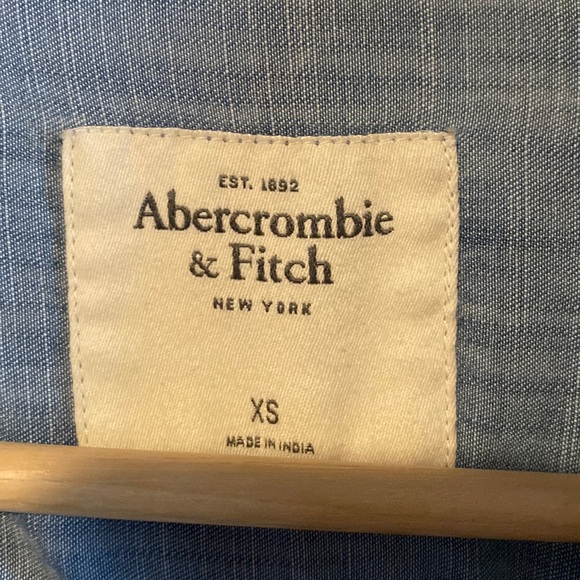 EST. 1892
Abercrombie
& Fitch
NEW YORK
XS
MADE IN INDIA